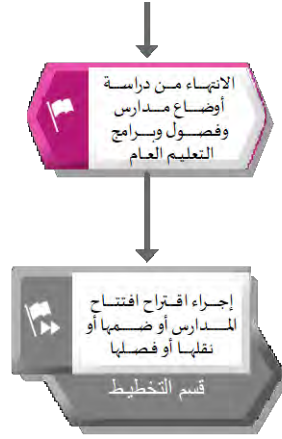 الانتهاء من دراسة
أوضاع مدارس
وفصول وبرامج
التعليم العام
إجراء اقتراح افتتاح
المدارس أو ضمها أو
نقلها أو فصلها
قسم التخطيط